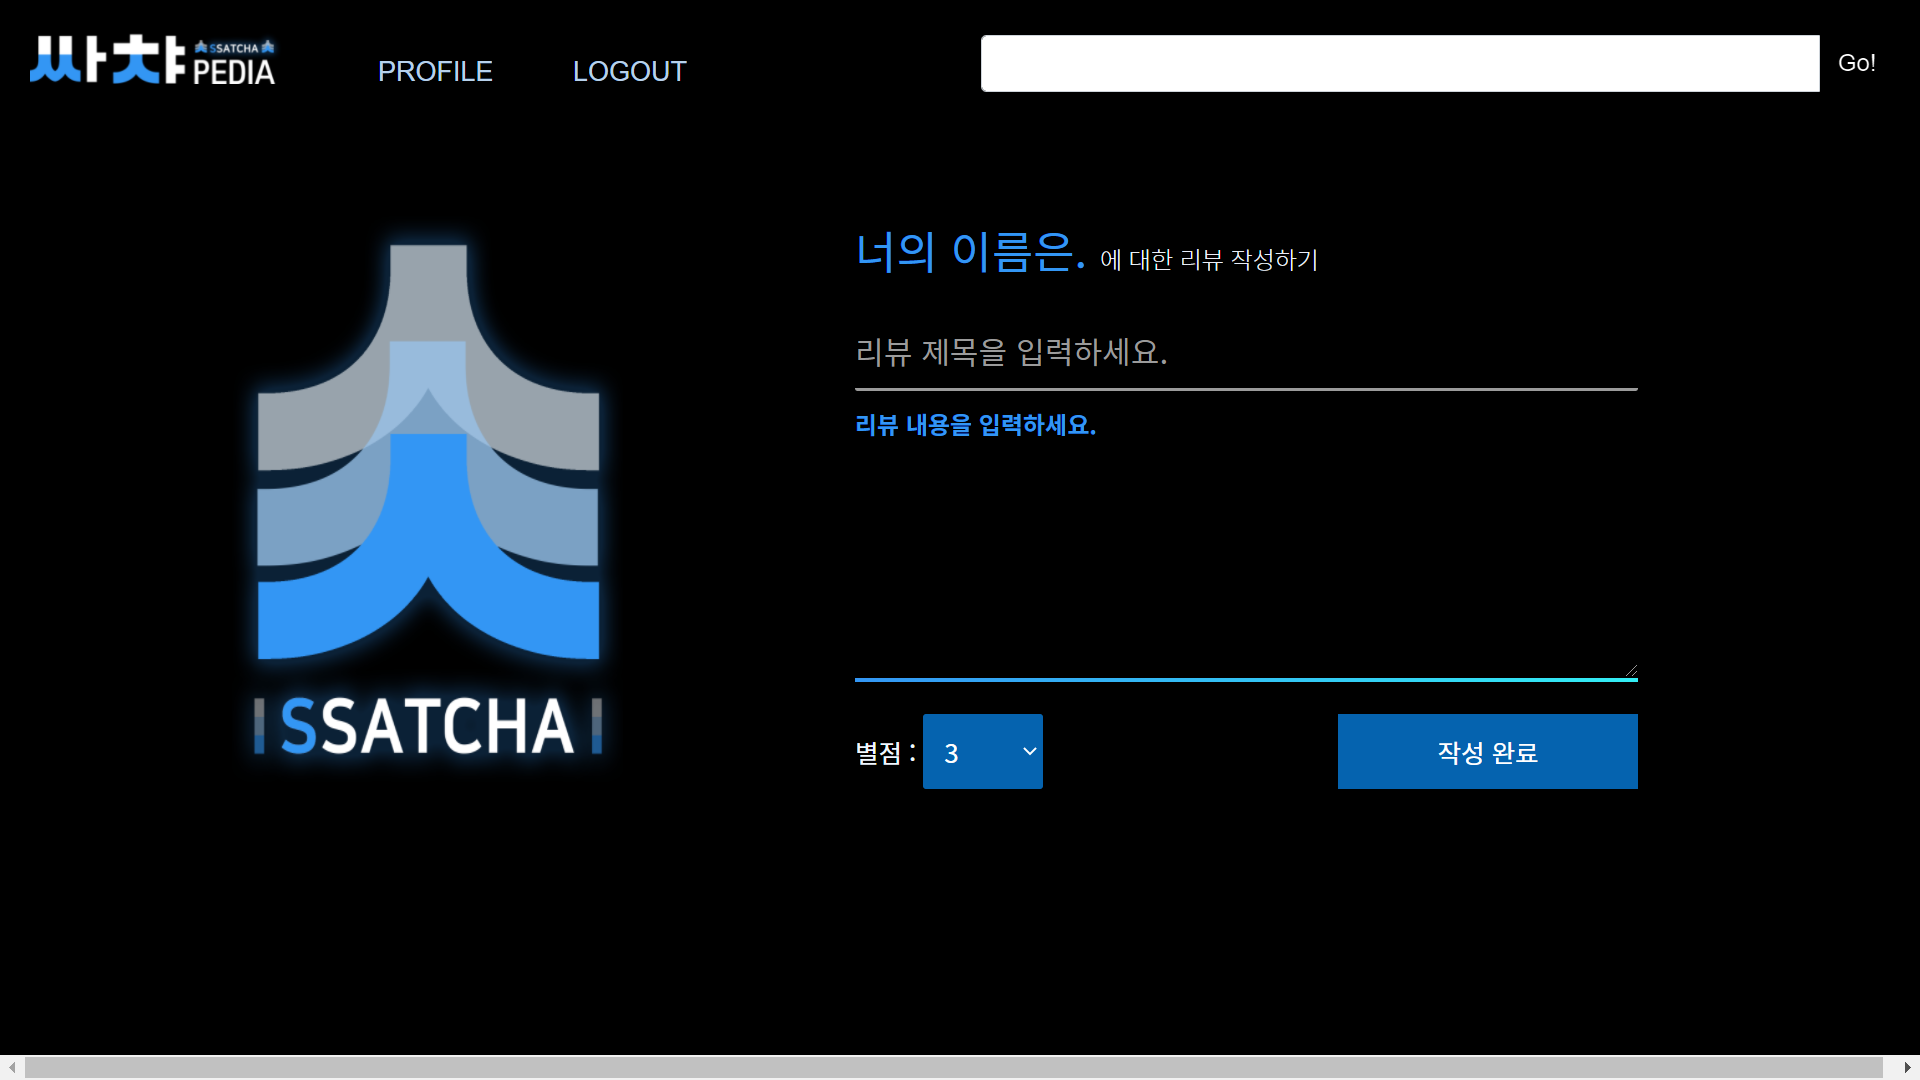 싸챠 SSATCHA PEDIA
PROFILE
LOGOUT
Go!
너의 이름은. 에 대한 리뷰 작성하기
리뷰 제목을 입력하세요.
리뷰 내용을 입력하세요.
SSATCHA
별점 : 3
작성 완료